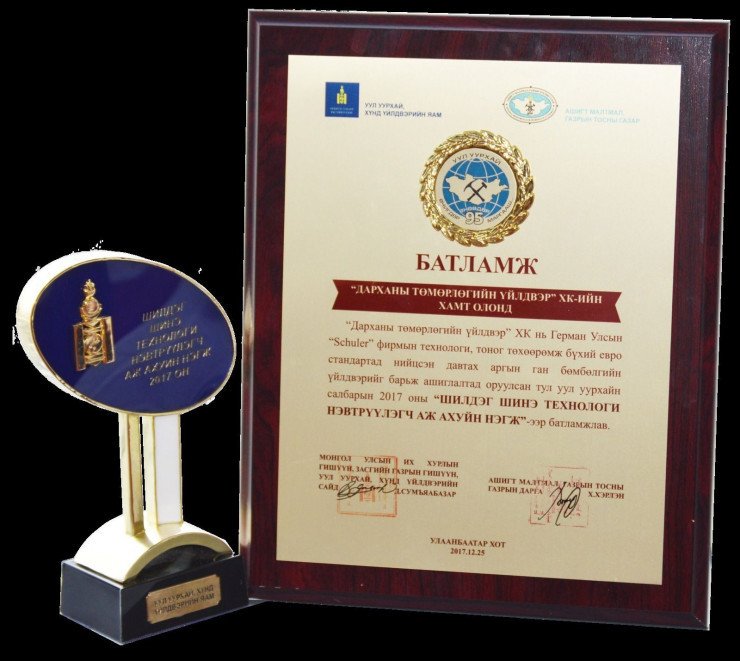 УУЛ УУРХАЙ,
ХҮНД ҮЙЛДВЭРИЙН ЯАМ
АШИГТ МАЛТМАЛ,
ГАЗРЫН ТОСНЫ ГАЗАР
УУЛ УУРХАЙ
95
БАТЛАМЖ
“ДАРХАНЫ ТӨМӨРЛӨГИЙН ҮЙЛДВЭР” ХК-ИЙН
ХАМТ ОЛОНД
“Дарханы төмөрлөгийн үйлдвэр” ХК нь Герман Улсын
“Schuler” фирмын технологи, тоног төхөөрөмж бүхий евро
стандартад нийцсэн давтах аргын ган бөмбөлгийн
үйлдвэрийг барьж ашиглалтад оруулсан тул уул уурхайн
салбарын 2017 оны “ШИЛДЭГ ШИНЭ ТЕХНОЛОГИ
НЭВТРҮҮЛЭГЧ АЖ АХУЙН НЭГЖ”-ээр батламжлав.
МОНГОЛ УЛСЫН ИХ ХУРЛЫН
ГИШҮҮН, ЗАСГИЙН ГАЗРЫН ГИШҮҮН,
УУЛ УУРХАЙ, ХҮНД ҮЙЛДВЭРИЙН
САЙД Д.СУМЪЯАБАЗАР
АШИГТ МАЛТМАЛ, ГАЗРЫН ТОСНЫ
ГАЗРЫН ДАРГА Х.ХЭРЛЭН
УЛААНБААТАР ХОТ
2017.12.25
ШИЛДЭГ
ШИНЭ
ТЕХНОЛОГИ
НЭВТРҮҮЛЭГЧ
АЖ АХУЙН НЭГЖ
2017 ОН
УУЛ УУРХАЙ, ХҮНД
ҮЙЛДВЭРИЙН ЯАМ